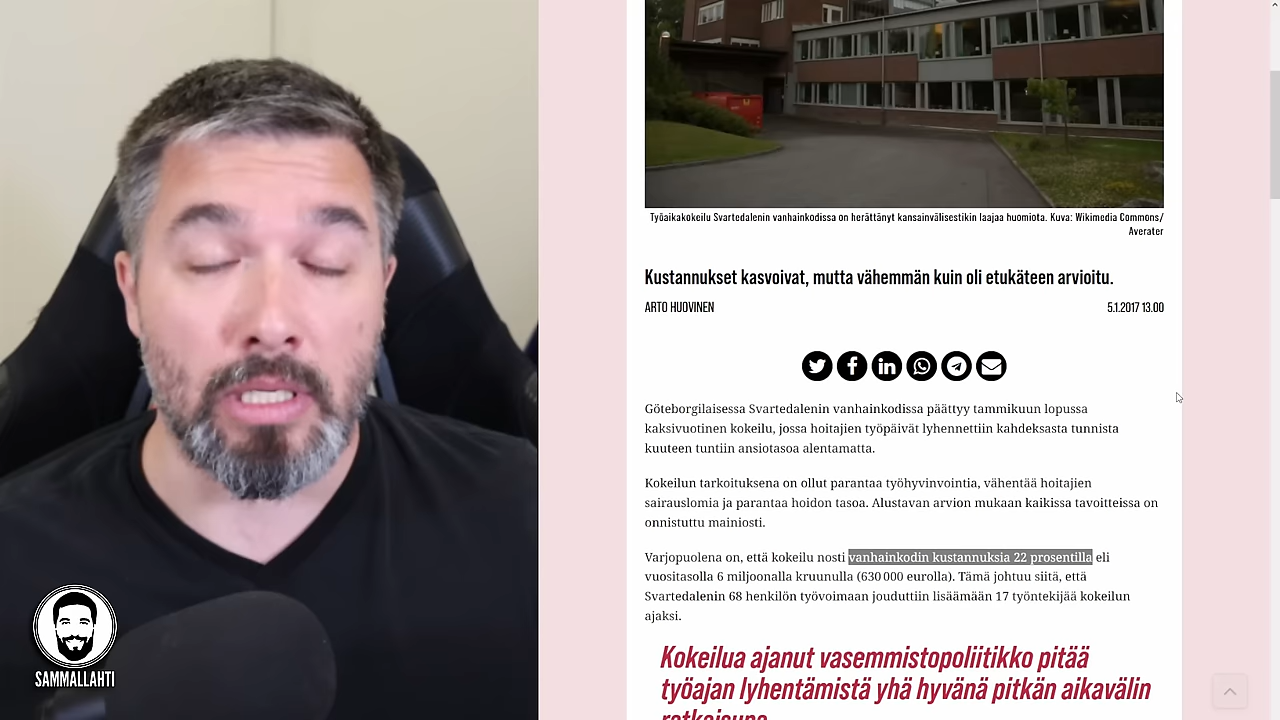 SAMMALLAHTI
Työaikakokeilu Svartedalenin vanhainkodissa on herättänyt kansainvälisestikin laajaa huomiota. Kuva: Wikimedia Commons/
Averater
Kustannukset kasvoivat, mutta vähemmän kuin oli etukäteen arvioitu.
ARTO HUOVINEN 5.1.2017 13.00
Göteborgilaisessa Svartedalenin vanhainkodissa päättyy tammikuun lopussa
kaksivuotinen kokeilu, jossa hoitajien työpäivät lyhennettiin kahdeksasta tunnista
kuuteen tuntiin ansiotasoa alentamatta.
Kokeilun tarkoituksena on ollut parantaa työhyvinvointia, vähentää hoitajien
sairauslomia ja parantaa hoidon tasoa. Alustavan arvion mukaan kaikissa tavoitteissa on
onnistuttu mainiosti.
Varjopuolena on, että kokeilu nosti vanhainkodin kustannuksia 22 prosentilla eli
vuositasolla 6 miljoonalla kruunulla (630 000 eurolla). Tämä johtuu siitä, että
Svartedalenin 68 henkilön työvoimaan jouduttiin lisäämään 17 työntekijää kokeilun
ajaksi.
Kokeilua ajanut vasemmistopoliitikko pitää
työajan lyhentämistä yhä hyvänä pitkän aikavälin